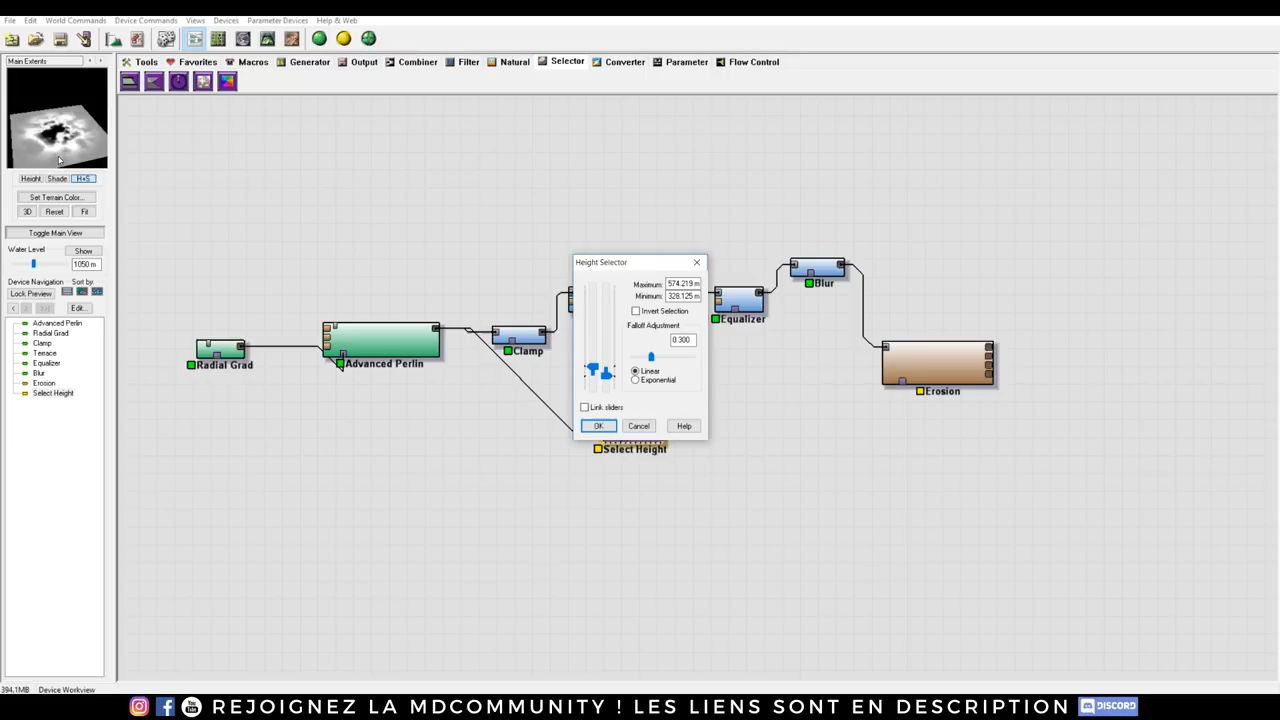 File Edit World Commands Device Commands Views Devices Parameter Devices Help & Web
Main Extents
Tools Favorites Macros Generator Output Combiner Filter Natural Selector Converter Parameter Flow Control
Height Shade H+S
Set Terrain Color...
3D Reset Fit
Toggle Main View
Water Level Show
1050 m
Device Navigation Sort by:
Lock Preview
Edit...
Advanced Perlin
Radial Grad
Clamp
Terrace
Equalizer
Blur
Erosion
Select Height
Radial Grad
Advanced Perlin
Clamp
Height Selector
Maximum: 574.219 m
Minimum: 328.125 m
Invert Selection
Falloff Adjustment
0.300
Linear
Exponential
Link sliders
OK Cancel Help
Select Height
Equalizer
Blur
Erosion
394.1MB Device Workview
REJOIGNEZ LA MDCOMMUNITY ! LES LIENS SONT EN DESCRIPTION DISCORD